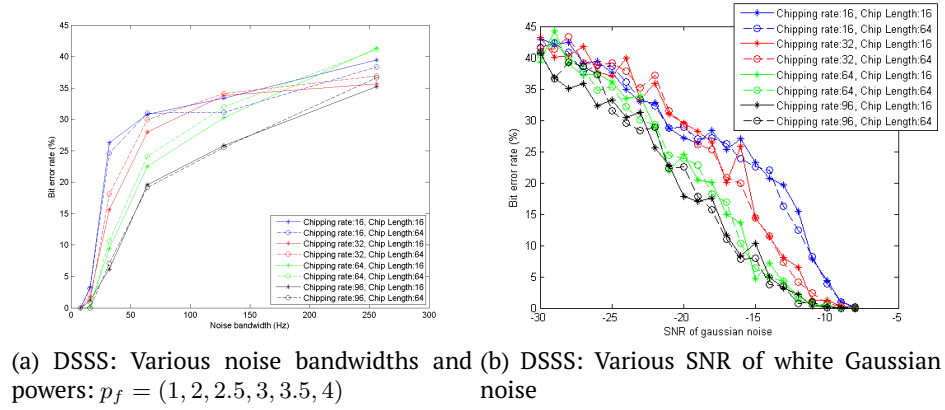 45
40
35
30
25
20
15
10
5
0
Bit error rate (%)
0 50 100 150 200 250 300
Noise bandwidth (Hz)
Chipping rate:16, Chip Length:16
Chipping rate:16, Chip Length:64
Chipping rate:32, Chip Length:16
Chipping rate:32, Chip Length:64
Chipping rate:64, Chip Length:16
Chipping rate:64, Chip Length:64
Chipping rate:96, Chip Length:16
Chipping rate:96, Chip Length:64
(a) DSSS: Various noise bandwidths and
powers: p_f = (1, 2, 2.5, 3, 3.5, 4)
45
40
35
30
25
20
15
10
5
0
Bit error rate (%)
-30 -25 -20 -15 -10 -5
SNR of gaussian noise
Chipping rate:16, Chip Length:16
Chipping rate:16, Chip Length:64
Chipping rate:32, Chip Length:16
Chipping rate:32, Chip Length:64
Chipping rate:64, Chip Length:16
Chipping rate:64, Chip Length:64
Chipping rate:96, Chip Length:16
Chipping rate:96, Chip Length:64
(b) DSSS: Various SNR of white Gaussian
noise